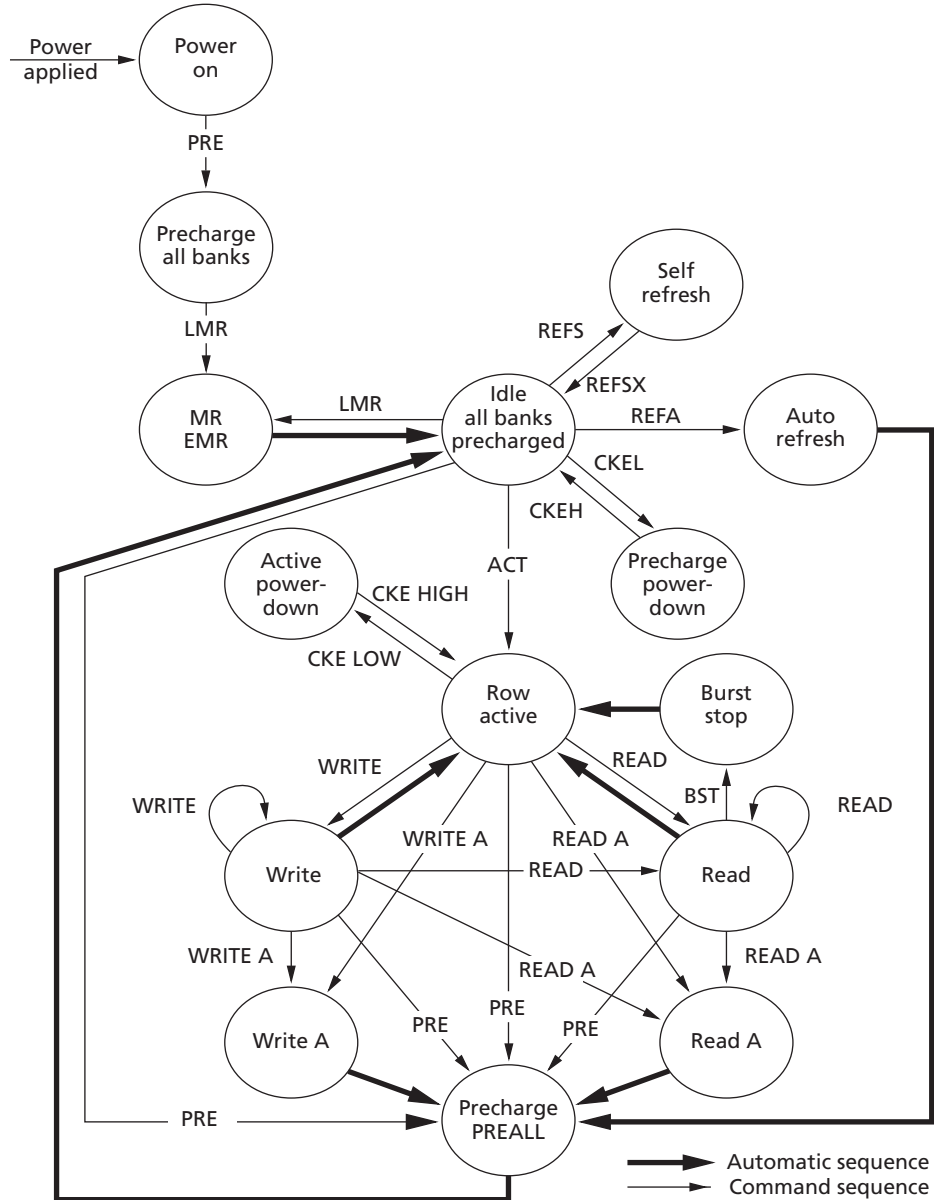 Power
applied
Power
on
PRE
Precharge
all banks
LMR
Self
refresh
REFS
REFSX
MR
EMR
LMR
Idle
all banks
precharged
REFA
Auto
refresh
CKEL
CKEH
Active
power-
down
CKE HIGH
CKE LOW
ACT
Precharge
power-
down
Row
active
Burst
stop
WRITE
READ
BST
WRITE
READ
WRITE A
READ A
Write
READ
Read
WRITE A
READ A
READ A
Write A
PRE
PRE
PRE
Read A
PRE
Precharge
PREALL
Automatic sequence
Command sequence